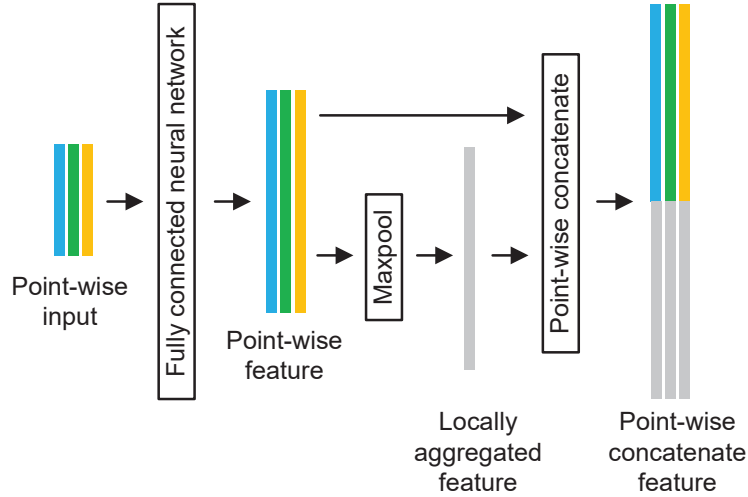 Point-wise
input
Fully connected neural network
Point-wise
feature
Maxpool
Locally
aggregated
feature
Point-wise concatenate
Point-wise
concatenate
feature